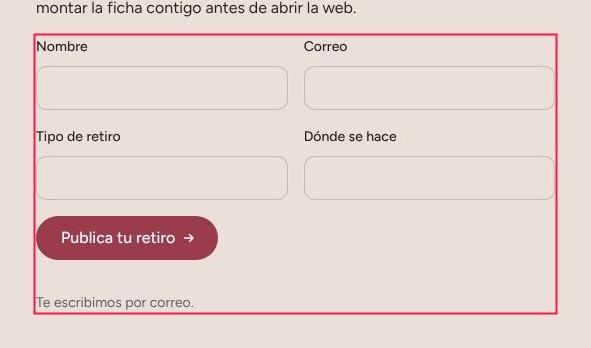 montar la ficha contigo antes de abrir la web.
Nombre
Correo
Tipo de retiro
Dónde se hace
Publica tu retiro →
Te escribimos por correo.